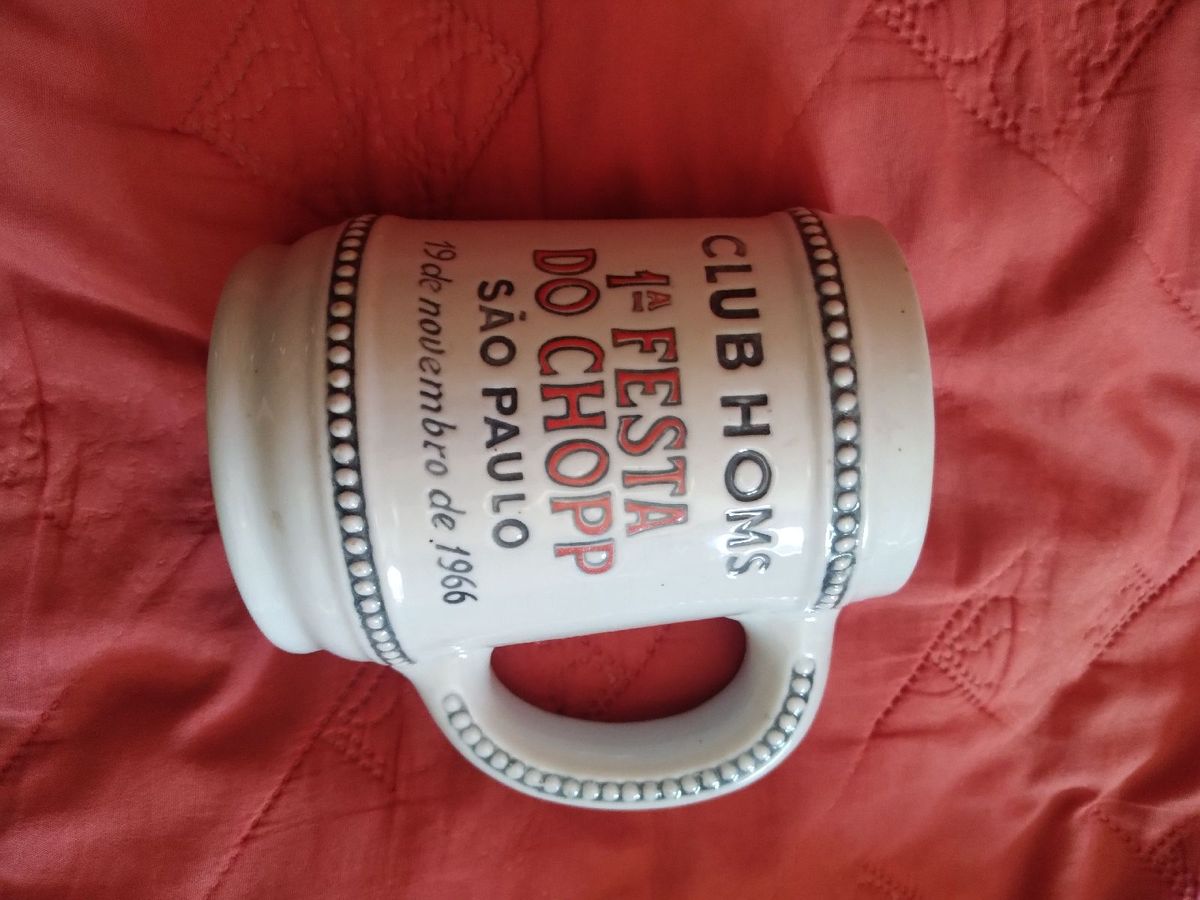 CLUB HOMS
1ª FESTA
DO CHOPP
SÃO PAULO
19 de novembro de 1966